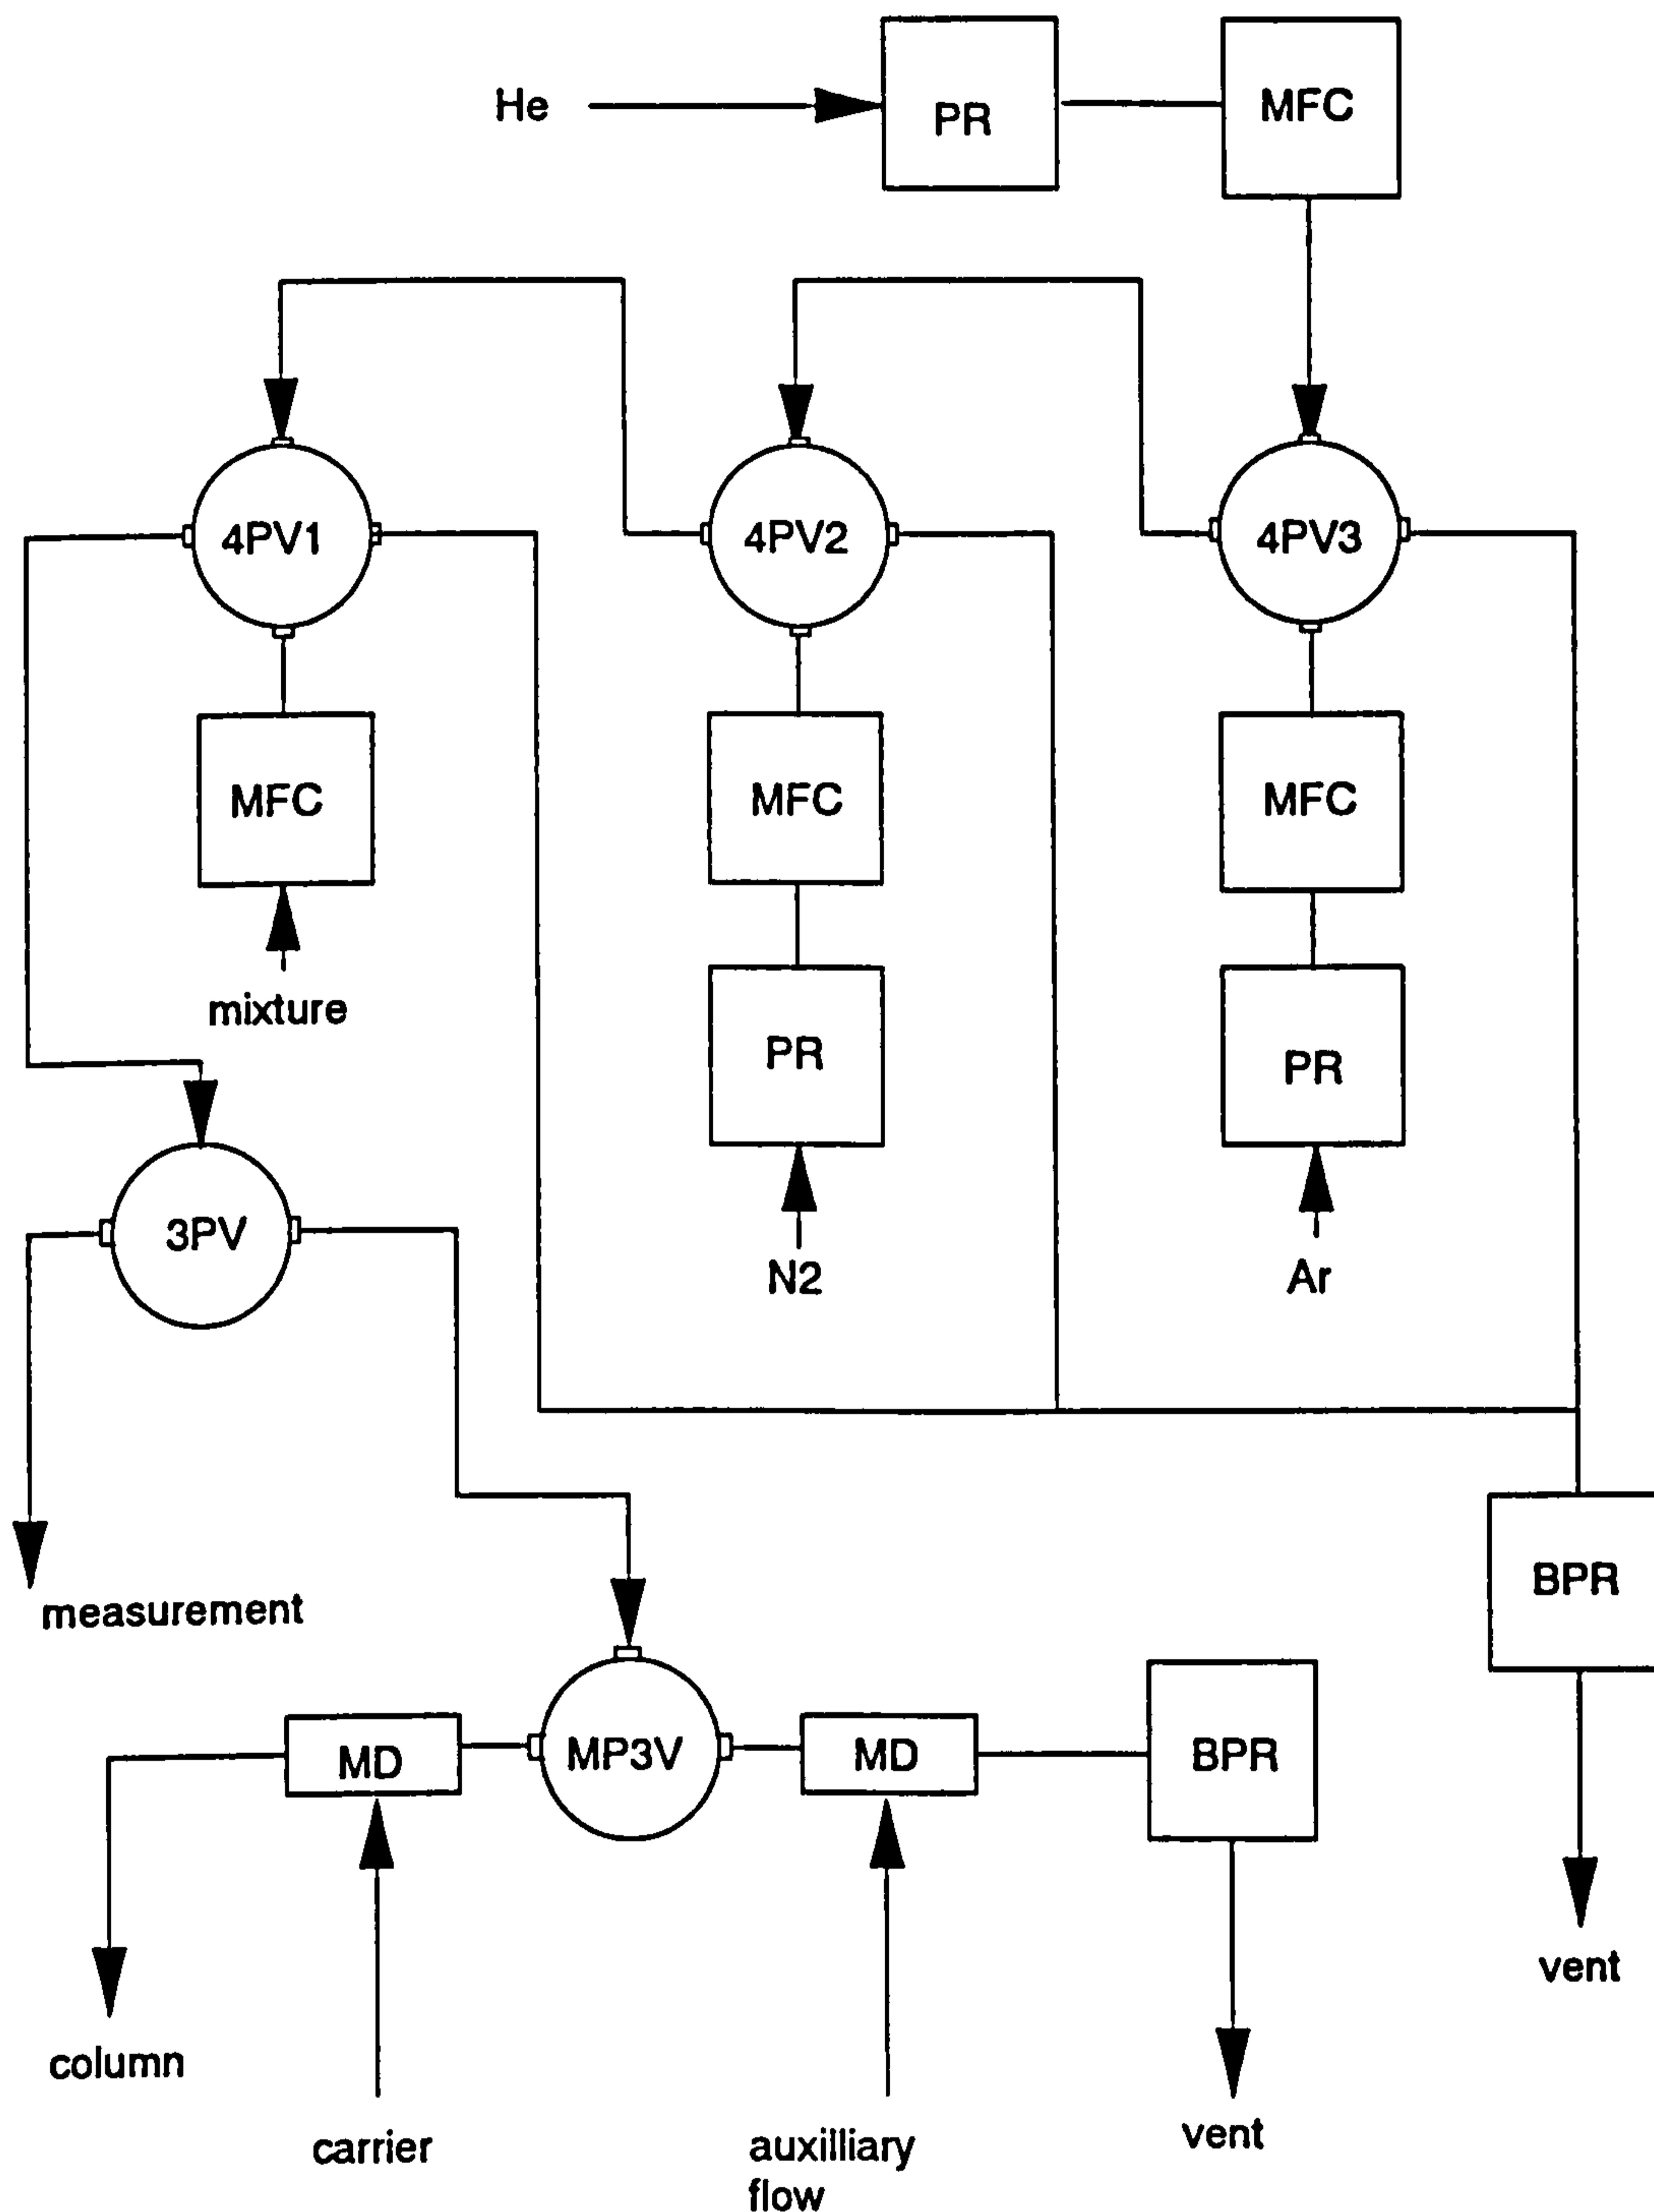 He
PR
MFC
4PV1
4PV2
4PV3
MFC
MFC
MFC
mixture
PR
PR
3PV
N2
Ar
measurement
BPR
MD
MP3V
MD
BPR
vent
column
carrier
auxilliary
flow
vent